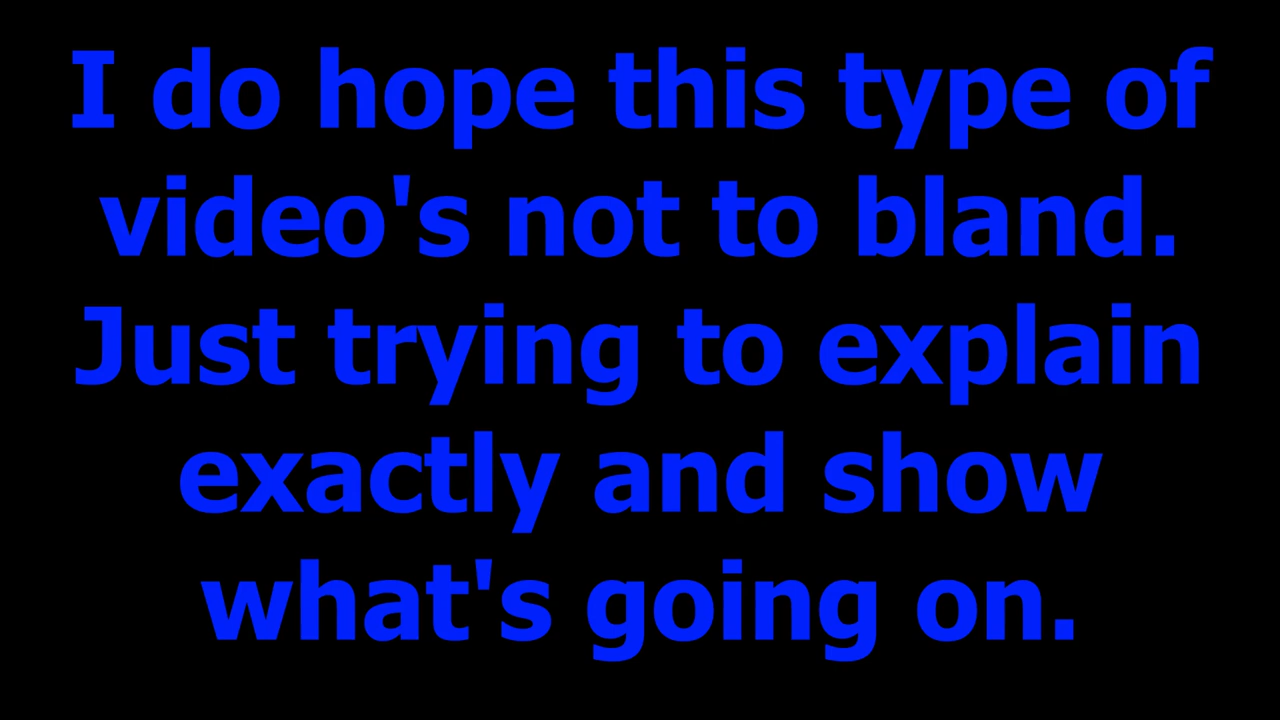 I do hope this type of
video's not to bland.
Just trying to explain
exactly and show
what's going on.